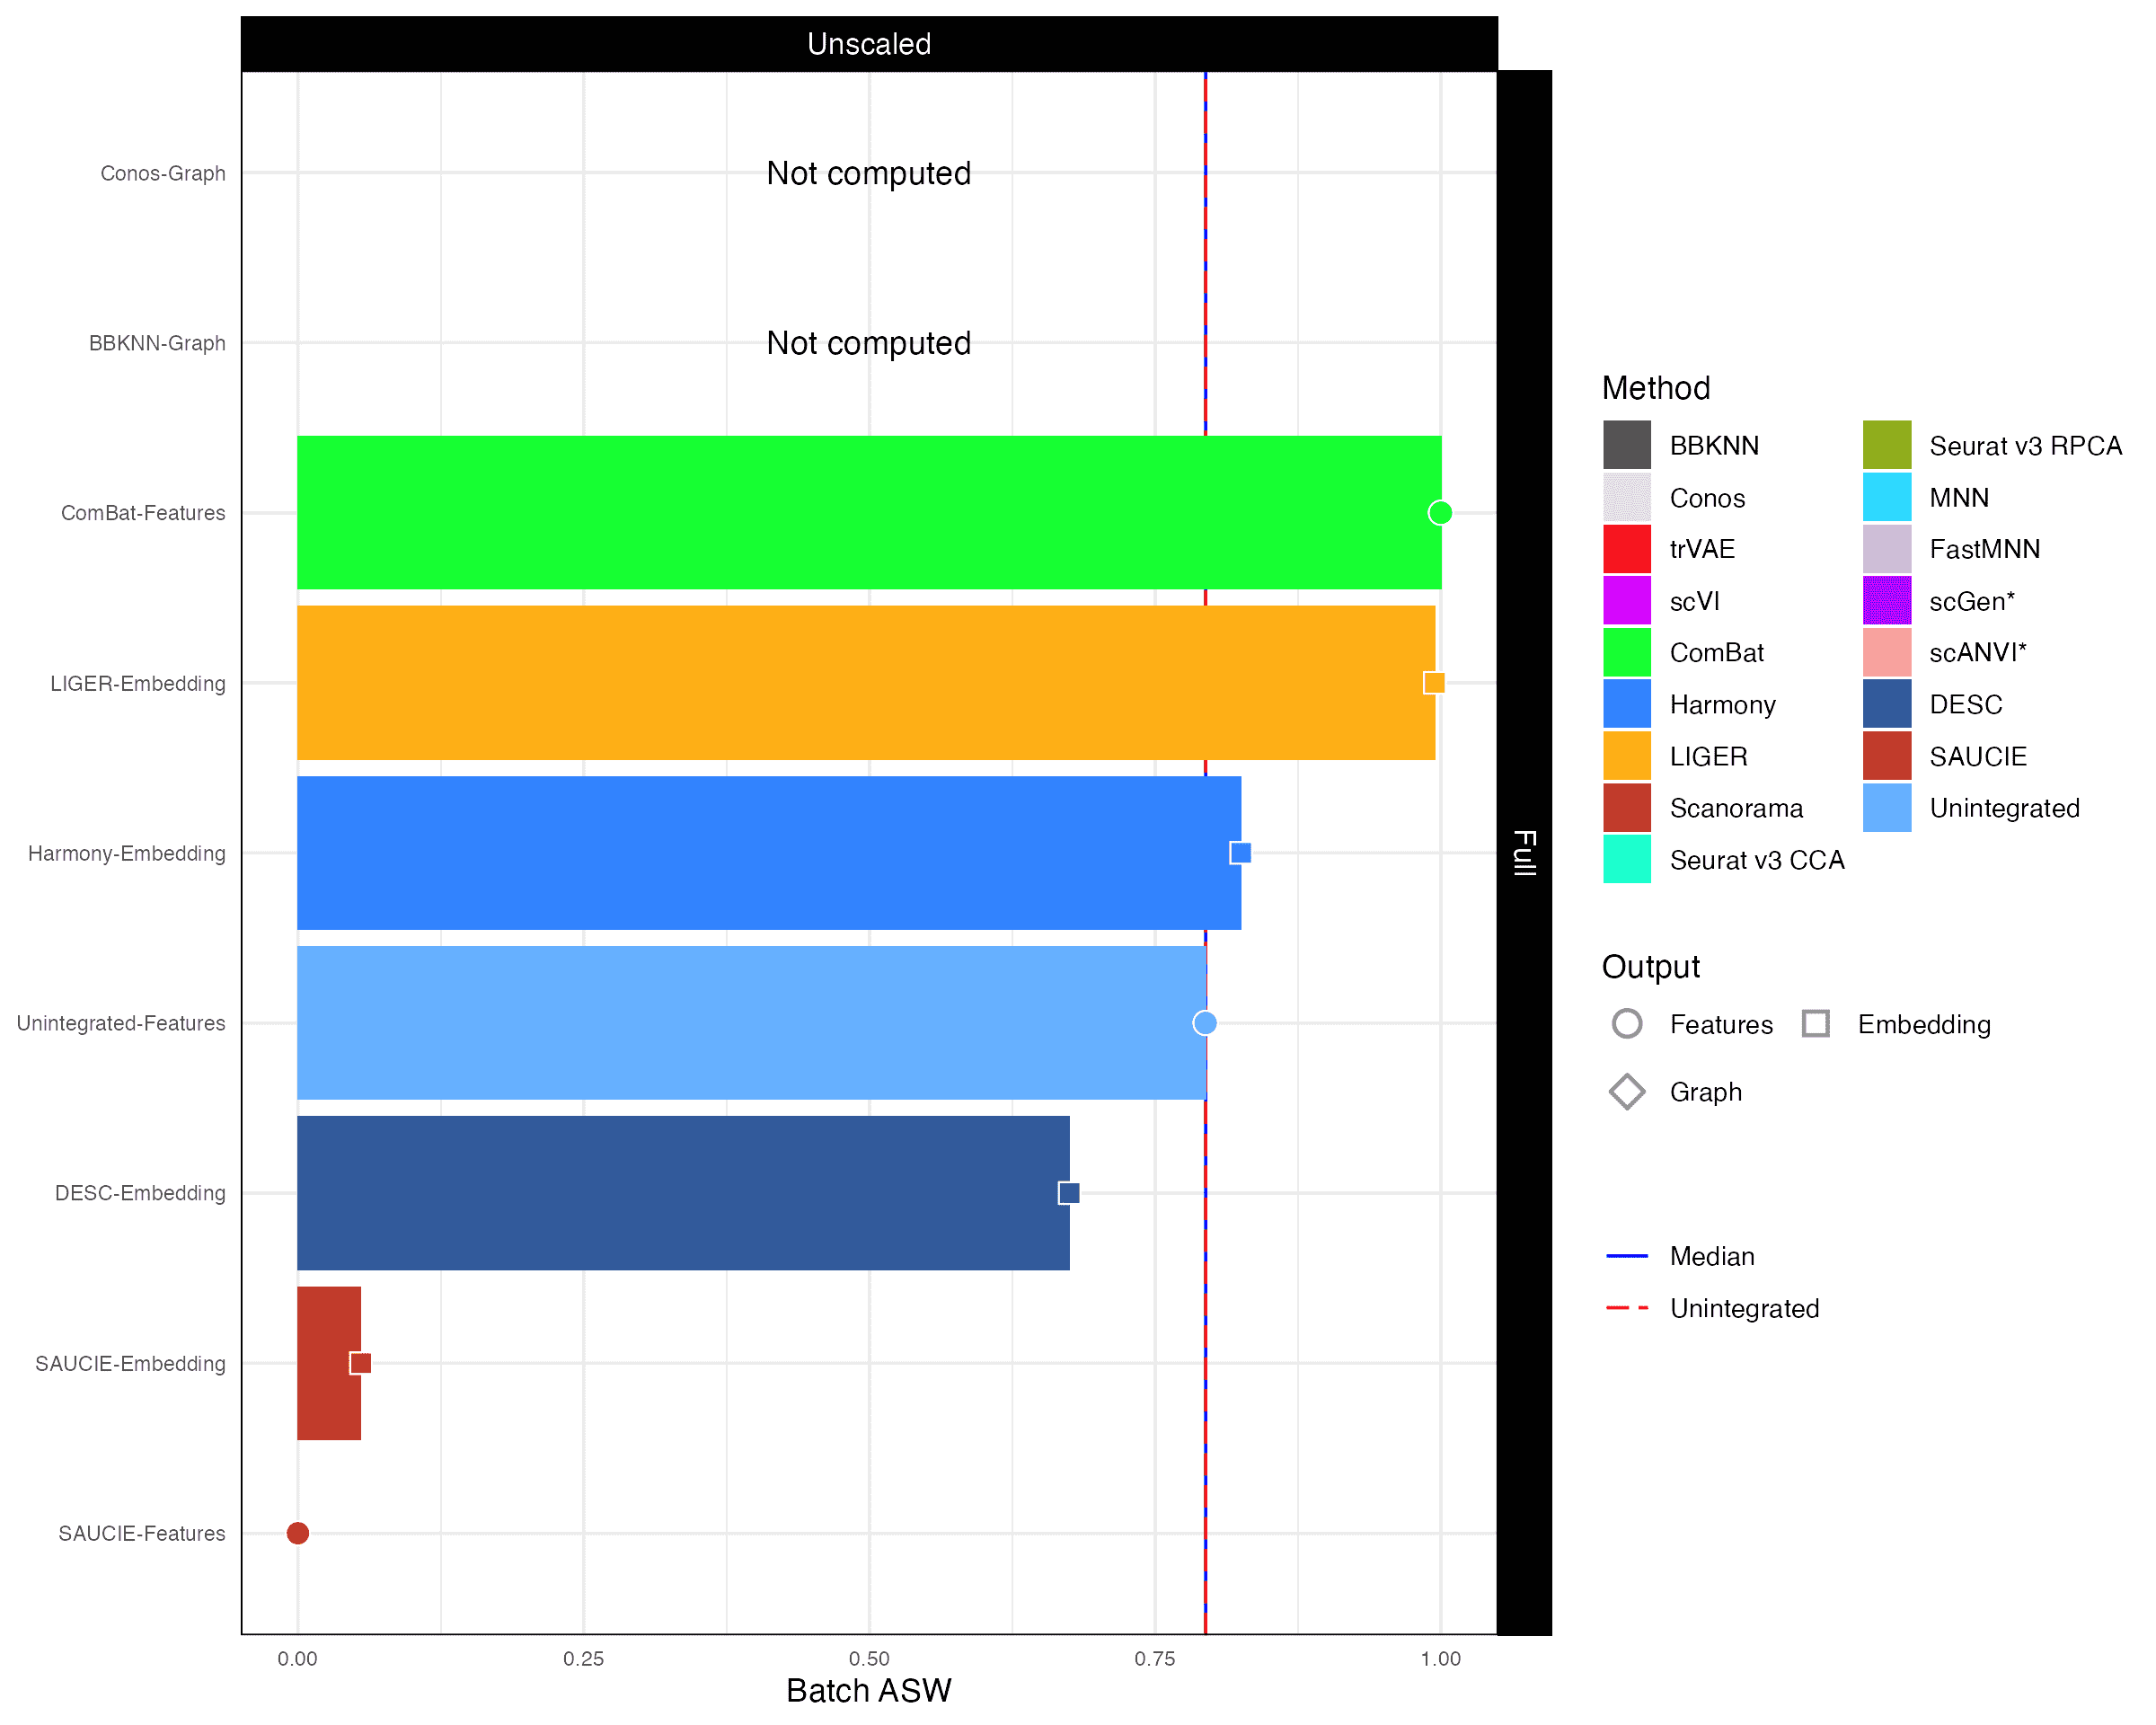 Unscaled
Conos-Graph
Not computed
BBKNN-Graph
Not computed
ComBat-Features
LIGER-Embedding
Harmony-Embedding
Unintegrated-Features
DESC-Embedding
SAUCIE-Embedding
SAUCIE-Features
0.00 0.25 0.50 0.75 1.00
Batch ASW
Full
Method
BBKNN
Conos
trVAE
scVI
ComBat
Harmony
LIGER
Scanorama
Seurat v3 CCA
Seurat v3 RPCA
MNN
FastMNN
scGen*
scANVI*
DESC
SAUCIE
Unintegrated
Output
Features
Embedding
Graph
Median
Unintegrated